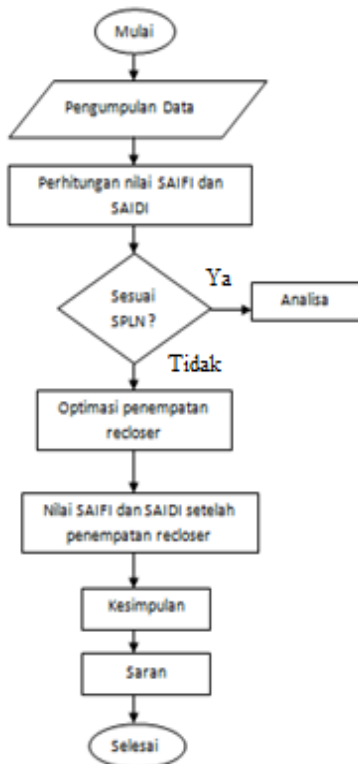 Mulai
Pengumpulan Data
Perhitungan nilai SAIFI dan
SAIDI
Sesuai
SPLN ?
Ya
Analisa
Tidak
Optimasi penempatan
recloser
Nilai SAIFI dan SAIDI setelah
penempatan recloser
Kesimpulan
Saran
Selesai